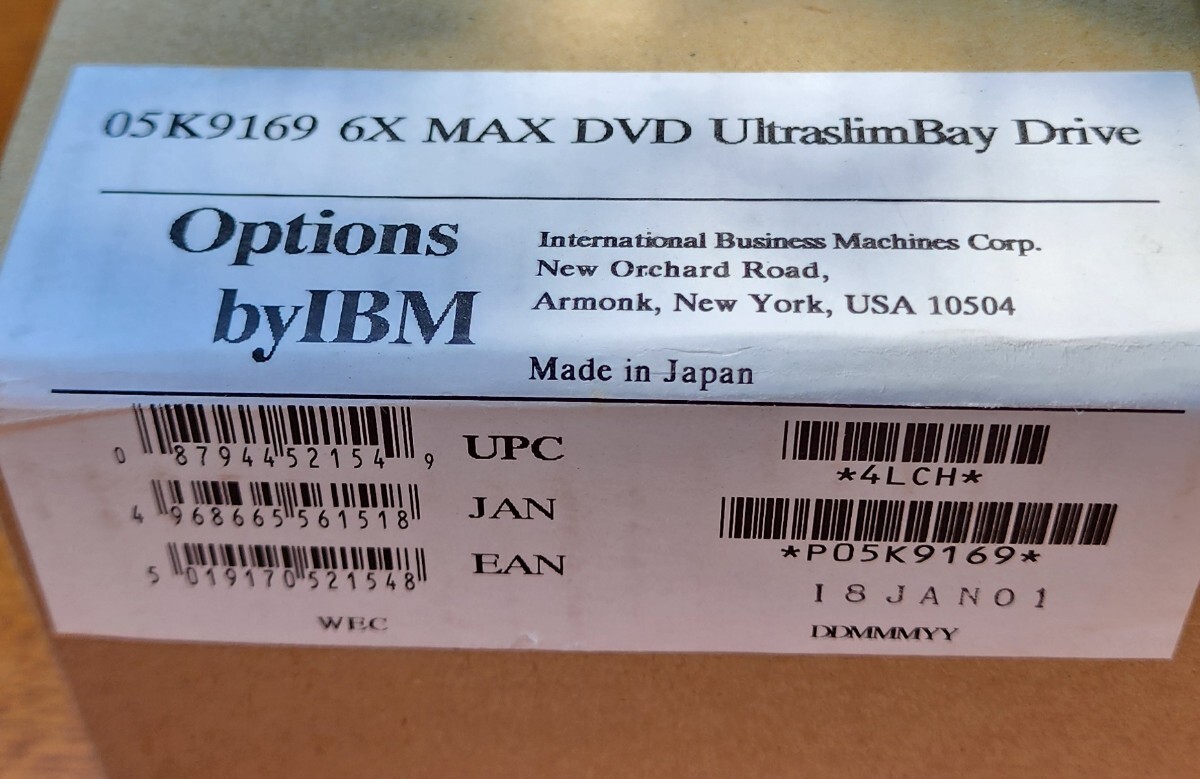 05K9169 6X MAX DVD UltraslimBay Drive
Options
byIBM
International Business Machines Corp.
New Orchard Road,
Armonk, New York, USA 10504
Made in Japan
0 87944 52154 9 UPC
4 968665 561518 JAN
5 019170 521548 EAN
WEC
*4LCH*
*P05K9169*
18JAN01
DDMMMYY